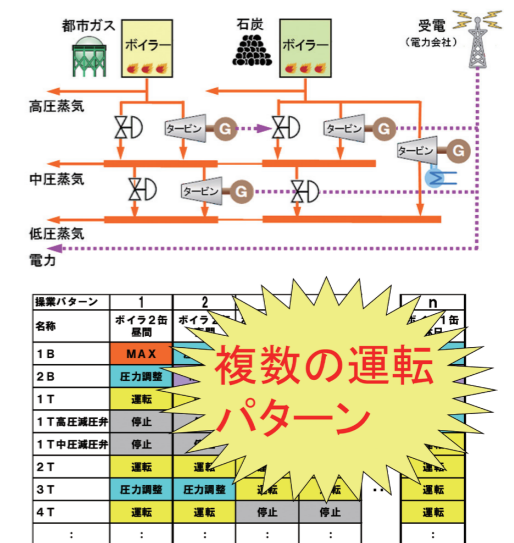 都市ガス
ボイラー
石炭
ボイラー
受電
（電力会社）
高圧蒸気
タービン
G
タービン
G
タービン
G
中圧蒸気
タービン
G
低圧蒸気
電力
操業パターン 1 2 n
名称 ボイラ2缶 昼間
1B MAX
2B 圧力調整
1T 運転
1T高圧減圧弁 停止
1T中圧減圧弁 停止
2T 運転 運転 運転
3T 圧力調整 圧力調整 運転 運転 ‥ 運転
4T 運転 運転 停止 停止 運転
： ： ： ： ：
複数の運転
パターン